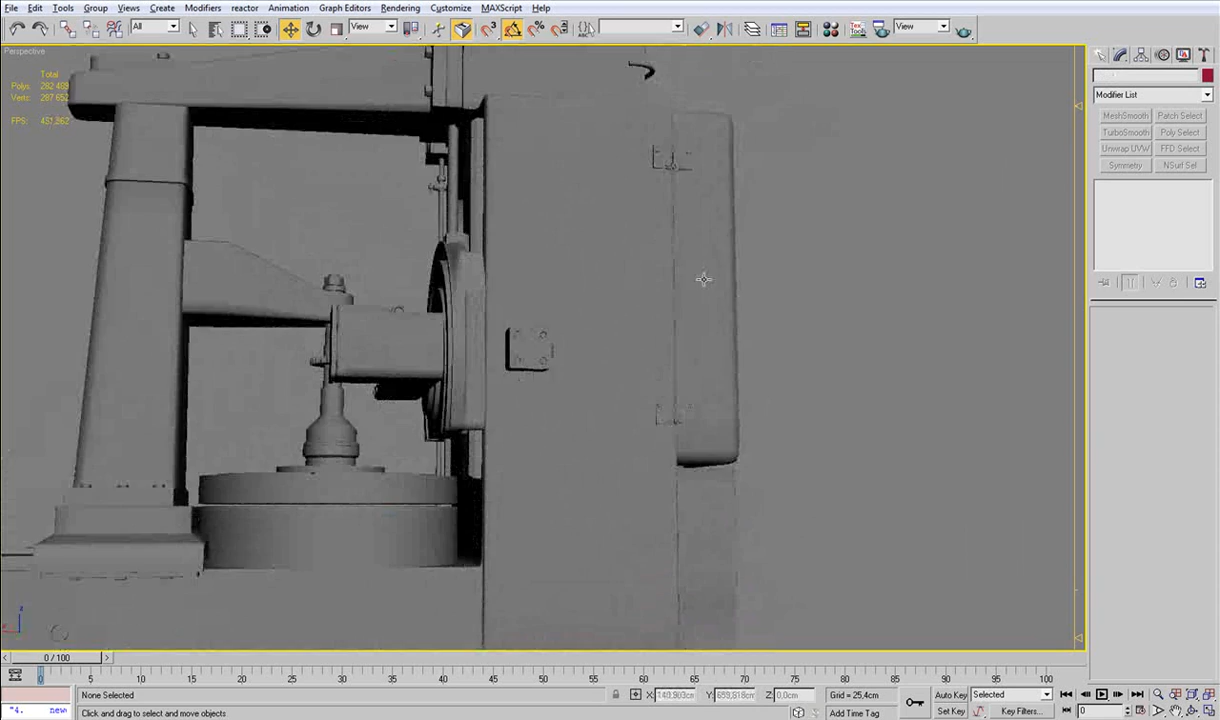 File Edit Tools Group Views Create Modifiers reactor Animation Graph Editors Rendering Customize MAXScript Help
All View View
Perspective
Total
Polys: 282 483
Verts: 287 652
FPS: 457,362
Modifier List
MeshSmooth Patch Select
TurboSmooth Poly Select
Unwrap UVW FFD Select
Symmetry NSurf Sel
0 / 100
0 5 10 15 20 25 30 35 40 45 50 55 60 65 70 75 80 85 90 95 100
None Selected X: 140,903cm Y: 659,818cm Z: 0,0cm Grid = 25,4cm Auto Key Selected
"4. new Click and drag to select and move objects Add Time Tag Set Key Key Filters... 0